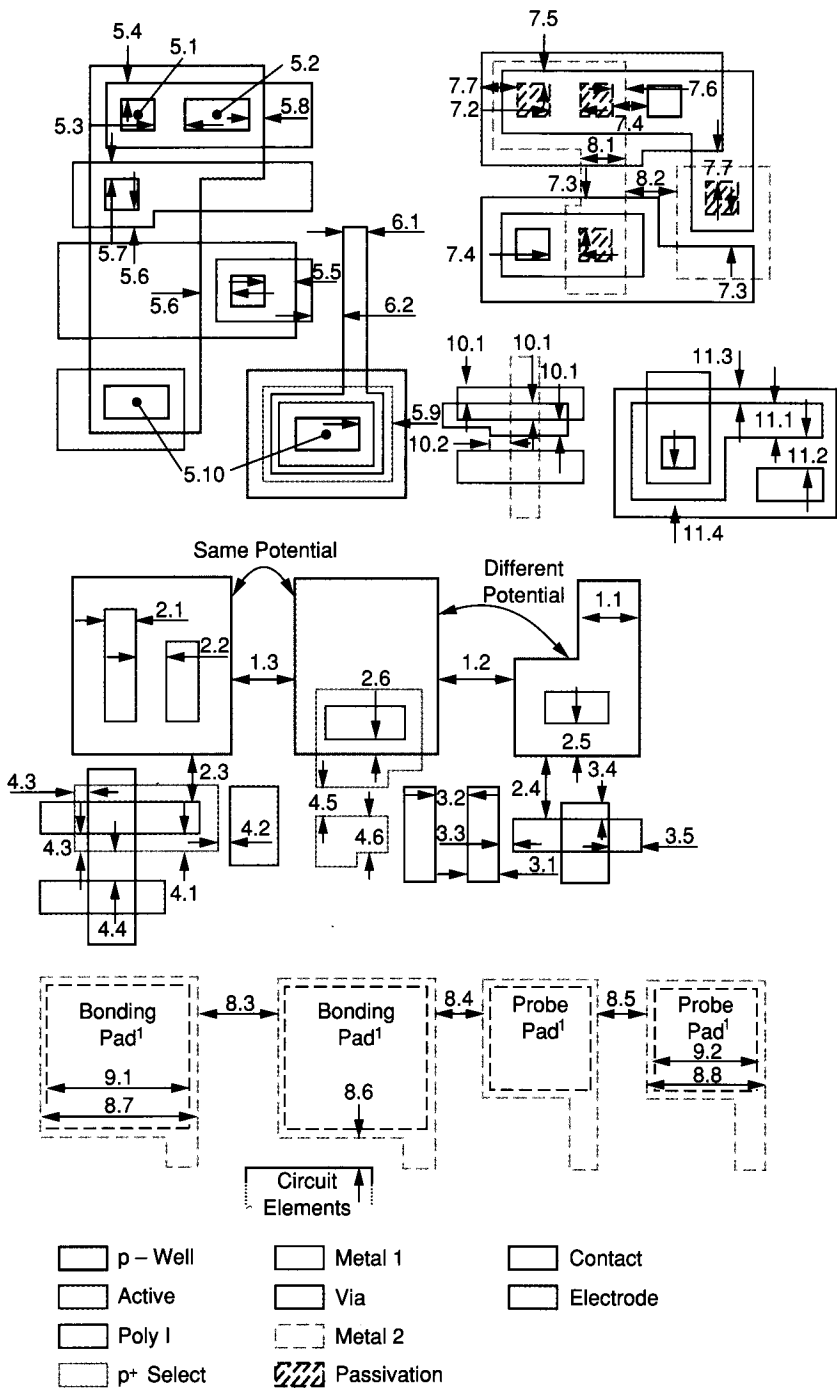 5.4
5.1
5.2
5.3
5.8
5.7
5.6
5.6
5.5
6.1
6.2
5.9
5.10
7.5
7.7
7.6
7.2
7.4
8.1
7.3
8.2
7.7
7.4
7.3
10.1
10.1
10.1
10.2
11.3
11.1
11.2
11.4
Same Potential
Different
Potential
2.1
2.2
1.3
2.6
1.2
1.1
2.5
2.3
4.3
4.2
4.3
4.1
4.4
4.5
4.6
3.2
3.3
3.1
2.4
3.4
3.5
Bonding
Pad¹
8.3
Bonding
Pad¹
8.4
Probe
Pad¹
8.5
Probe
Pad¹
9.1
8.7
8.6
9.2
8.8
Circuit
Elements
p – Well
Metal 1
Contact
Active
Via
Electrode
Poly I
Metal 2
p⁺ Select
Passivation